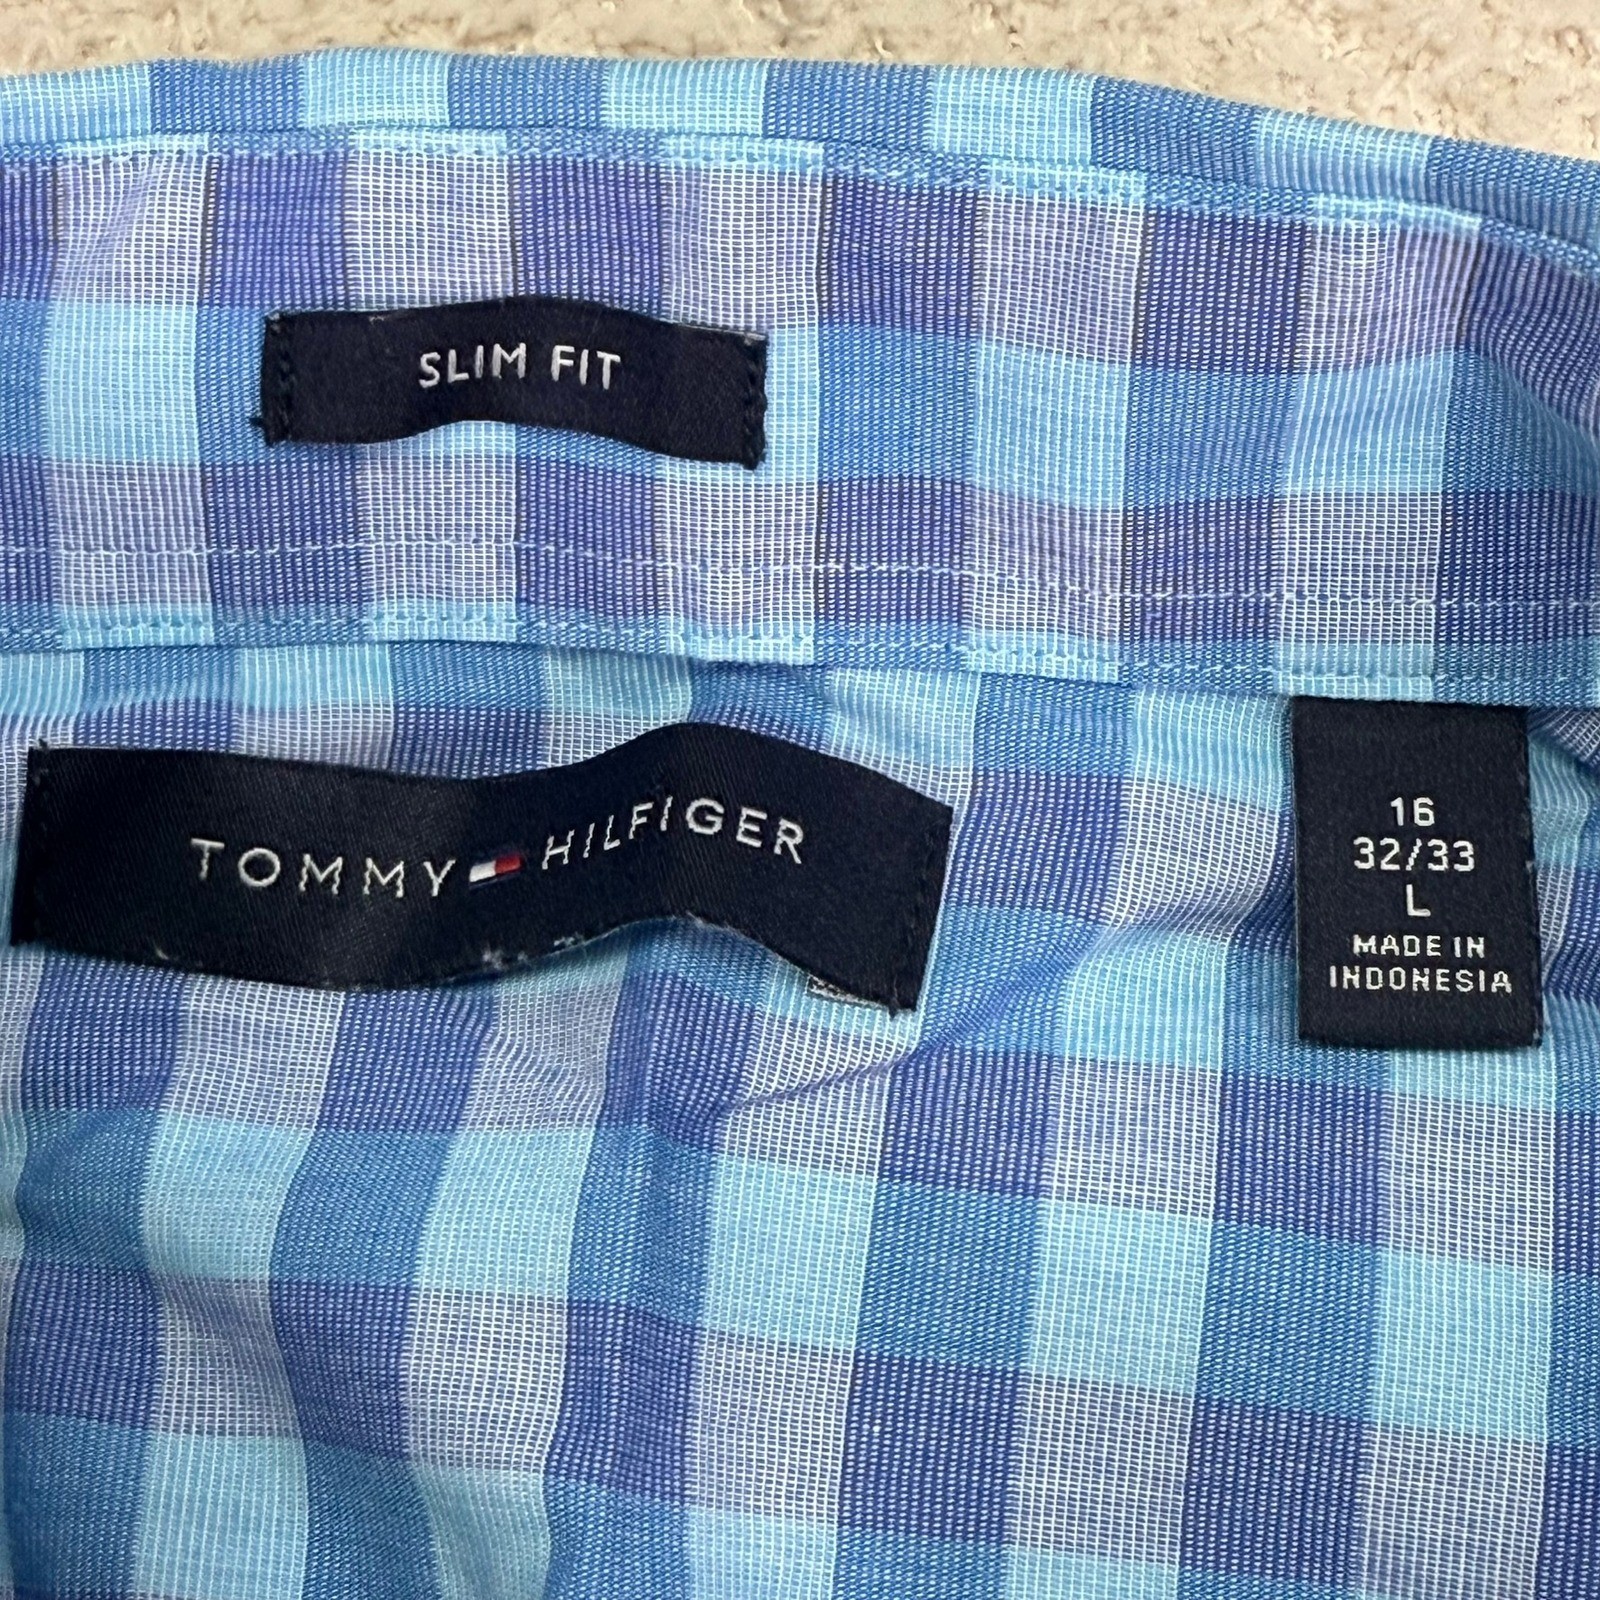 SLIM FIT
TOMMY HILFIGER
16
32/33
L
MADE IN
INDONESIA